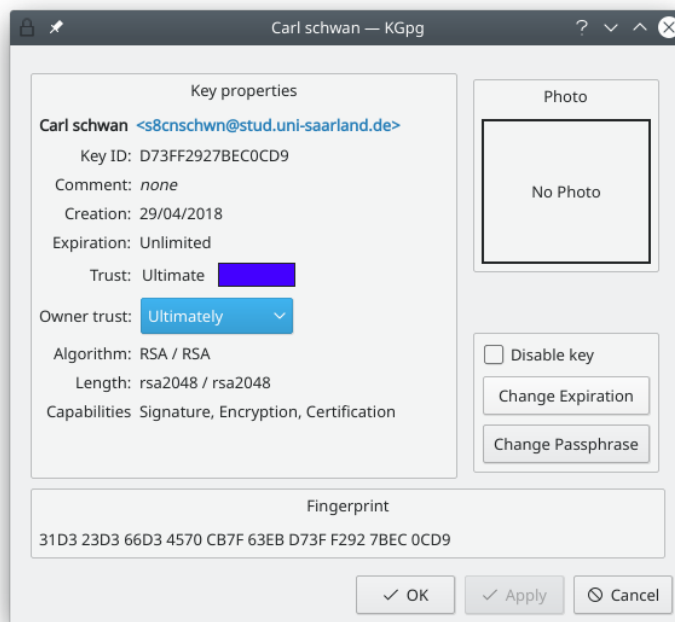 Carl schwan — KGpg
Key properties
Carl schwan <s8cnschwn@stud.uni-saarland.de>
Key ID: D73FF2927BEC0CD9
Comment: none
Creation: 29/04/2018
Expiration: Unlimited
Trust: Ultimate
Owner trust: Ultimately
Algorithm: RSA / RSA
Length: rsa2048 / rsa2048
Capabilities Signature, Encryption, Certification
Photo
No Photo
Disable key
Change Expiration
Change Passphrase
Fingerprint
31D3 23D3 66D3 4570 CB7F 63EB D73F F292 7BEC 0CD9
OK Apply Cancel